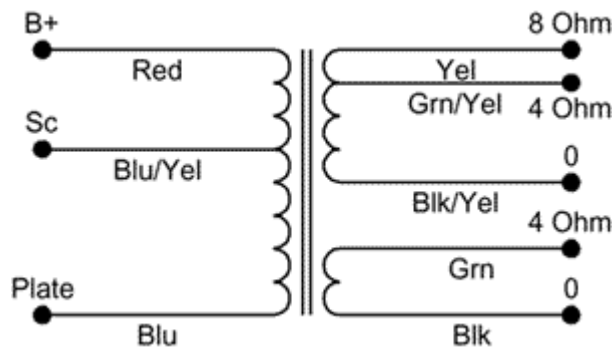 B+
Red
Sc
Blu/Yel
Plate
Blu
8 Ohm
Yel
Grn/Yel
4 Ohm
0
Blk/Yel
4 Ohm
Grn
0
Blk